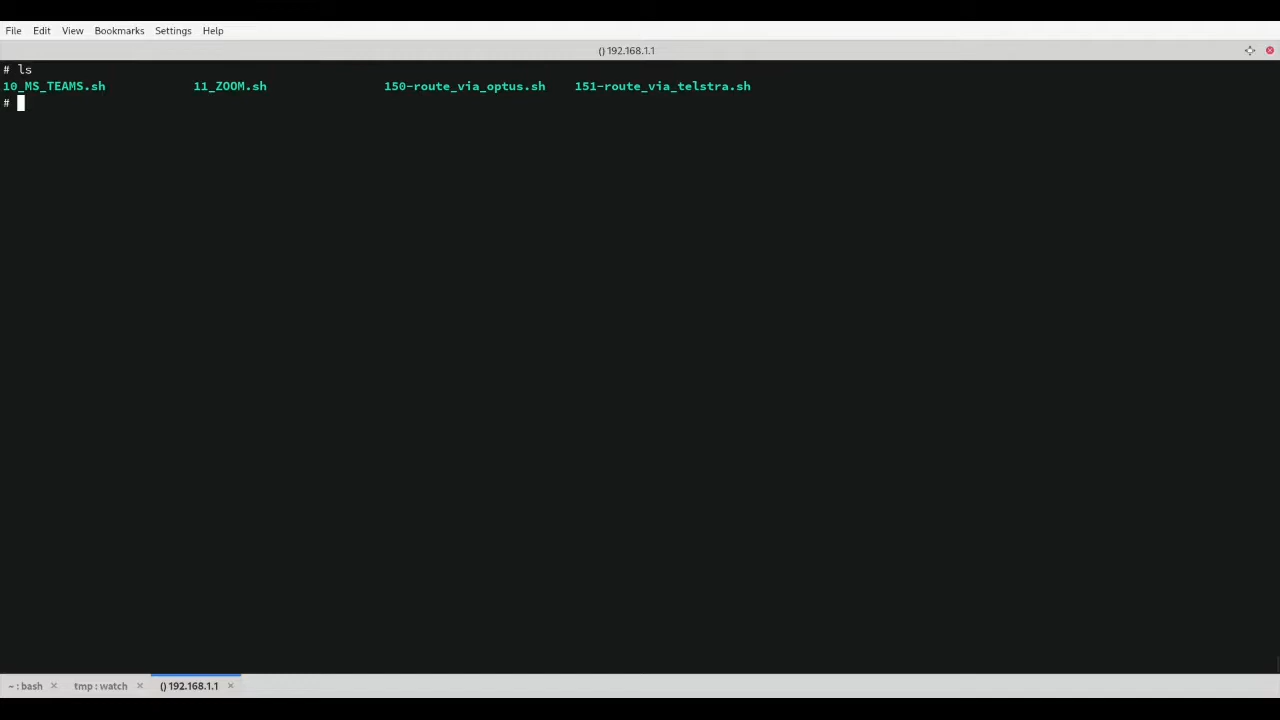 File Edit View Bookmarks Settings Help
() 192.168.1.1
# ls
10_MS_TEAMS.sh 11_ZOOM.sh 150-route_via_optus.sh 151-route_via_telstra.sh
#
~ : bash tmp : watch () 192.168.1.1